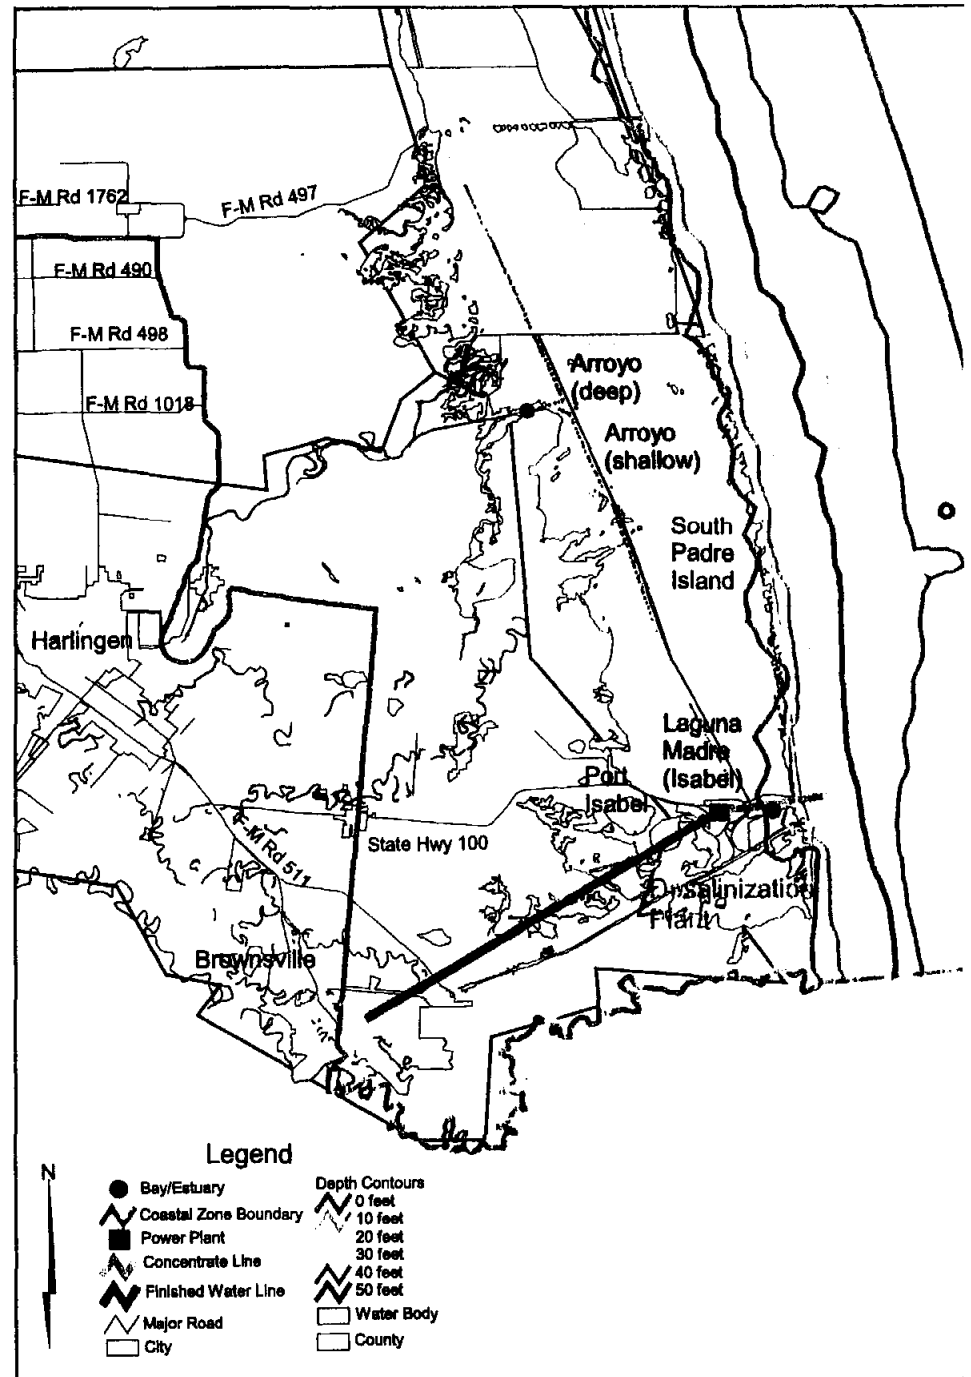 F-M Rd 1762
F-M Rd 497
F-M Rd 490
F-M Rd 498
F-M Rd 1018
Arroyo
(deep)
Arroyo
(shallow)
South
Padre
Island
Harlingen
Laguna
Madre
(Isabel)
Port
Isabel
State Hwy 100
F-M Rd 511
Desalinization
Plant
Brownsville
Legend
N
Bay/Estuary
Coastal Zone Boundary
Power Plant
Concentrate Line
Finished Water Line
Major Road
City
Depth Contours
0 feet
10 feet
20 feet
30 feet
40 feet
50 feet
Water Body
County